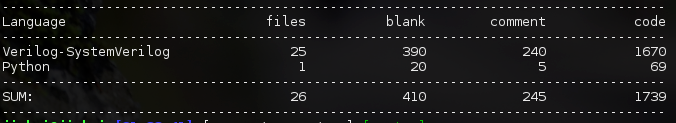 --------------------------------------------------------------------------------
Language                     files          blank        comment           code
--------------------------------------------------------------------------------
Verilog-SystemVerilog           25            390            240           1670
Python                           1             20              5             69
--------------------------------------------------------------------------------
SUM:                            26            410            245           1739
--------------------------------------------------------------------------------